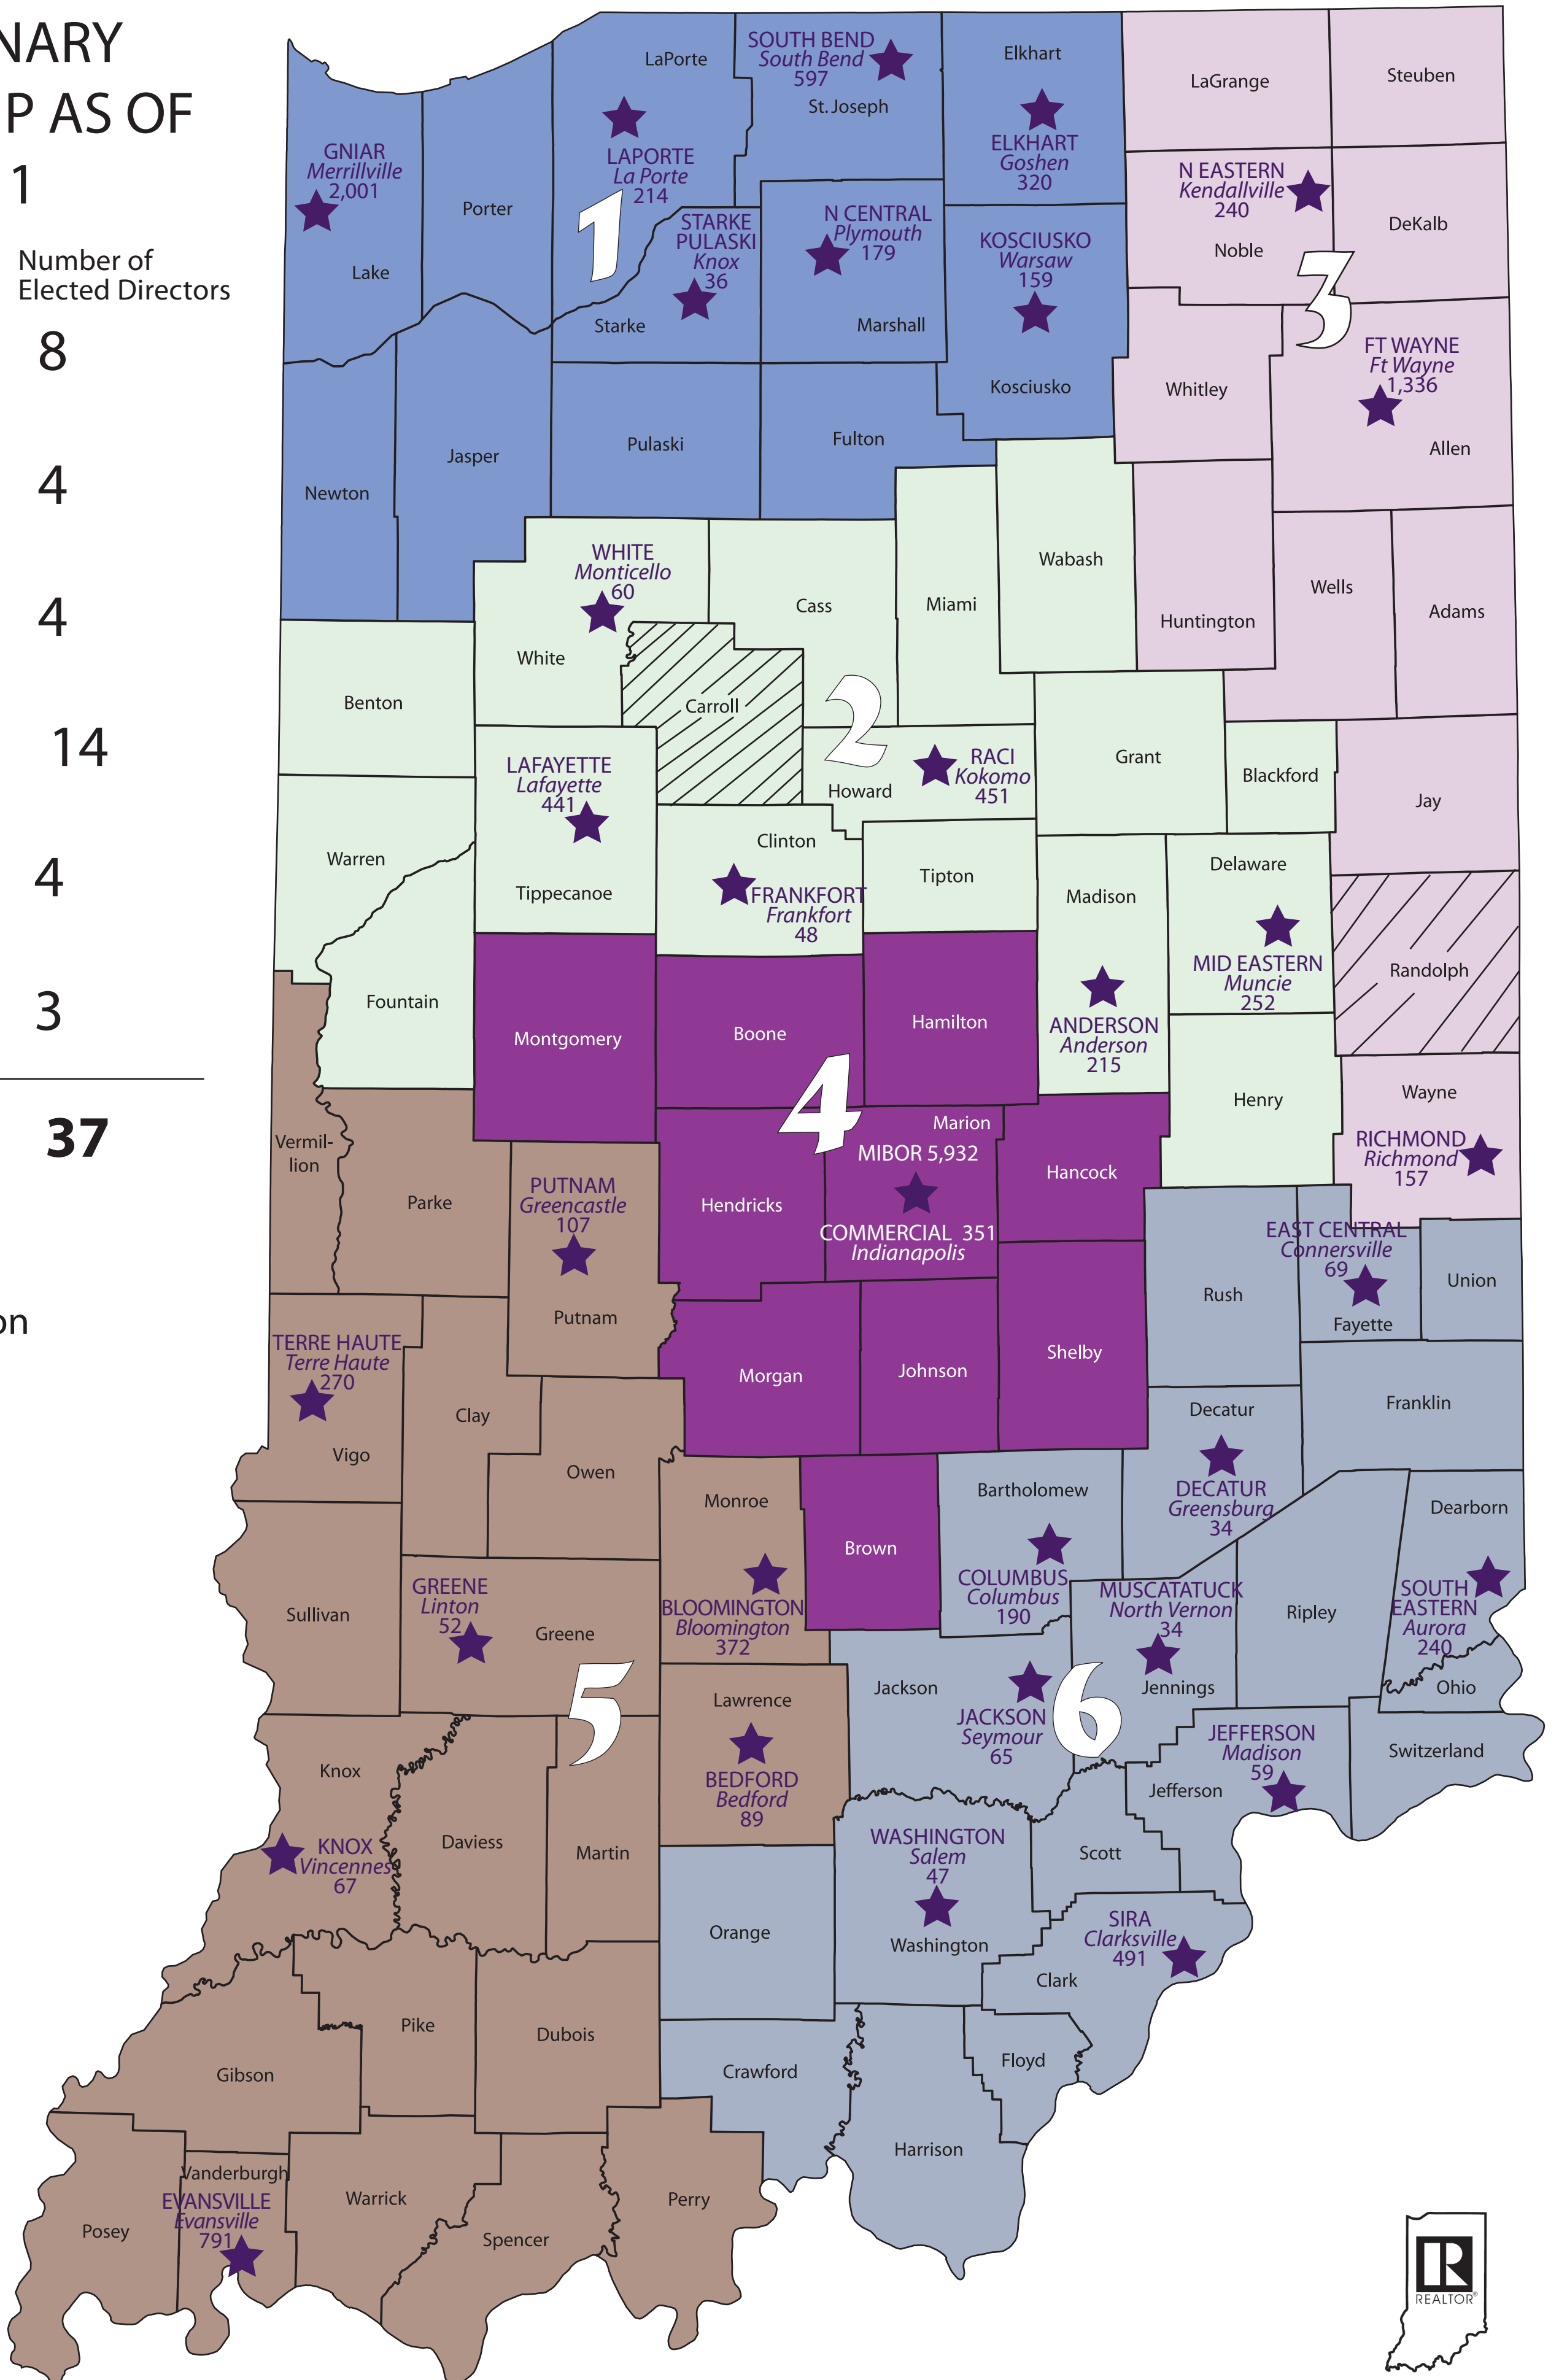 NARY
P AS OF
1
Number of
Elected Directors
8
4
4
14
4
3
37
on
LaPorte
SOUTH BEND
South Bend
597
St. Joseph
Elkhart
LaGrange
Steuben
GNIAR
Merrillville
2,001
Lake
Porter
LAPORTE
La Porte
214
1
STARKE
PULASKI
Knox
36
Starke
N CENTRAL
Plymouth
179
Marshall
ELKHART
Goshen
320
KOSCIUSKO
Warsaw
159
Kosciusko
N EASTERN
Kendallville
240
Noble
DeKalb
3
FT WAYNE
Ft Wayne
1,336
Allen
Whitley
Newton
Jasper
Pulaski
Fulton
WHITE
Monticello
60
White
Cass
Miami
Wabash
Huntington
Wells
Adams
Benton
Carroll
2
LAFAYETTE
Lafayette
441
Tippecanoe
RACI
Kokomo
451
Howard
Grant
Blackford
Jay
Warren
Clinton
FRANKFORT
Frankfort
48
Tipton
Madison
ANDERSON
Anderson
215
Delaware
MID EASTERN
Muncie
252
Randolph
Fountain
Montgomery
Boone
Hamilton
4
Henry
Wayne
RICHMOND
Richmond
157
Vermil-
lion
Parke
PUTNAM
Greencastle
107
Putnam
Hendricks
Marion
MIBOR 5,932
COMMERCIAL 351
Indianapolis
Hancock
EAST CENTRAL
Connersville
69
Fayette
Rush
Union
TERRE HAUTE
Terre Haute
270
Vigo
Clay
Owen
Morgan
Johnson
Shelby
Decatur
DECATUR
Greensburg
34
Franklin
Monroe
BLOOMINGTON
Bloomington
372
Brown
Bartholomew
COLUMBUS
Columbus
190
Dearborn
SOUTH
EASTERN
Aurora
240
Ohio
Sullivan
GREENE
Linton
52
Greene
5
MUSCATATUCK
North Vernon
34
Jennings
Ripley
Lawrence
BEDFORD
Bedford
89
Jackson
JACKSON
Seymour
65
6
JEFFERSON
Madison
59
Jefferson
Switzerland
Knox
KNOX
Vincennes
67
Daviess
Martin
WASHINGTON
Salem
47
Washington
Scott
Orange
SIRA
Clarksville
491
Clark
Gibson
Pike
Dubois
Crawford
Floyd
Harrison
Posey
Vanderburgh
EVANSVILLE
Evansville
791
Warrick
Spencer
Perry
R
REALTOR®